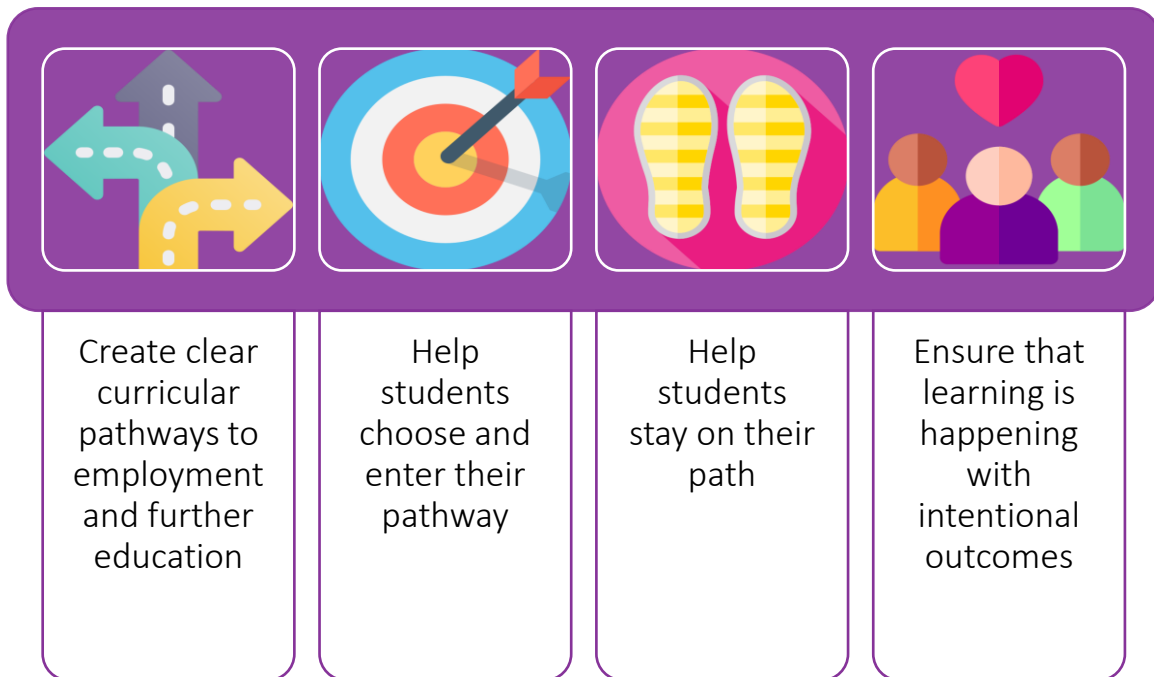 Create clear
curricular
pathways to
employment
and further
education
Help
students
choose and
enter their
pathway
Help
students
stay on their
path
Ensure that
learning is
happening
with
intentional
outcomes